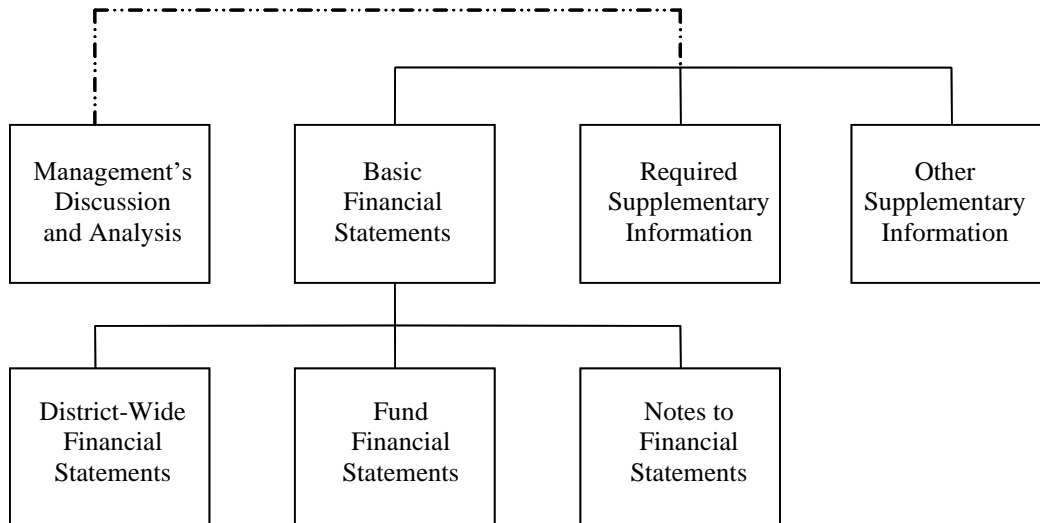 Management’s
Discussion
and Analysis
Basic
Financial
Statements
Required
Supplementary
Information
Other
Supplementary
Information
District-Wide
Financial
Statements
Fund
Financial
Statements
Notes to
Financial
Statements